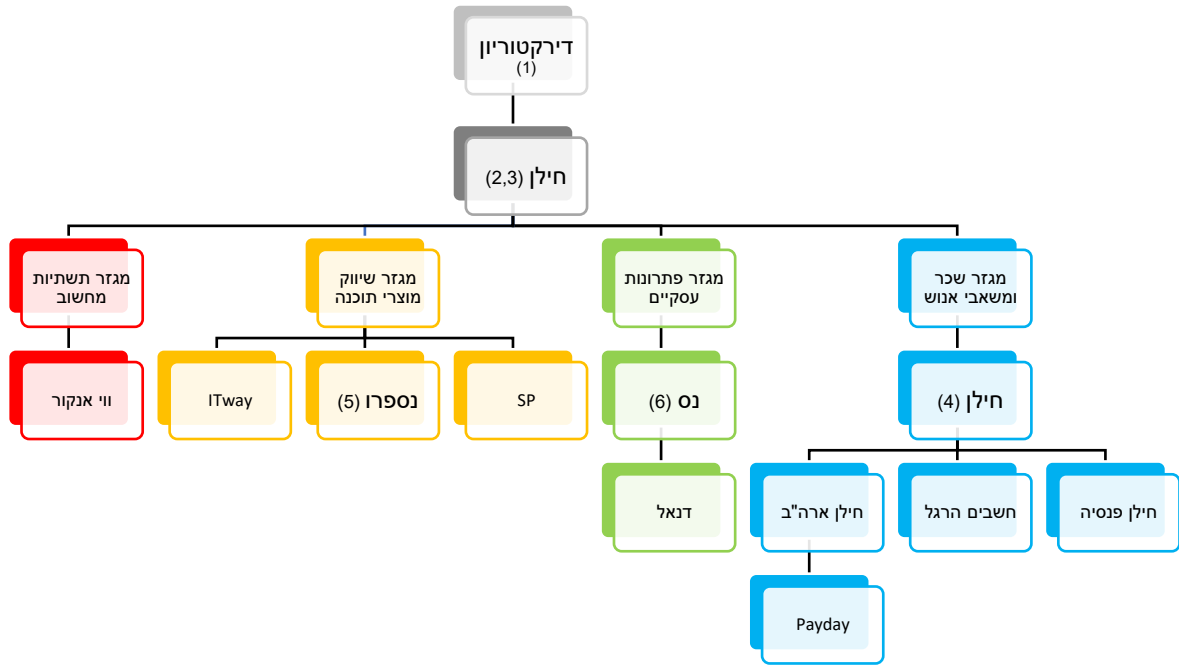 דירקטוריון
(1)
חילן (2,3)
מגזר שכר
ומשאבי אנוש
מגזר פתרונות
עסקיים
מגזר שיווק
מוצרי תוכנה
מגזר תשתיות
מחשוב
חילן (4)
נס (6)
SP
נספרו (5)
ITway
ווי אנקור
חילן פנסיה
חשבים הרגל
חילן ארה"ב
דנאל
Payday